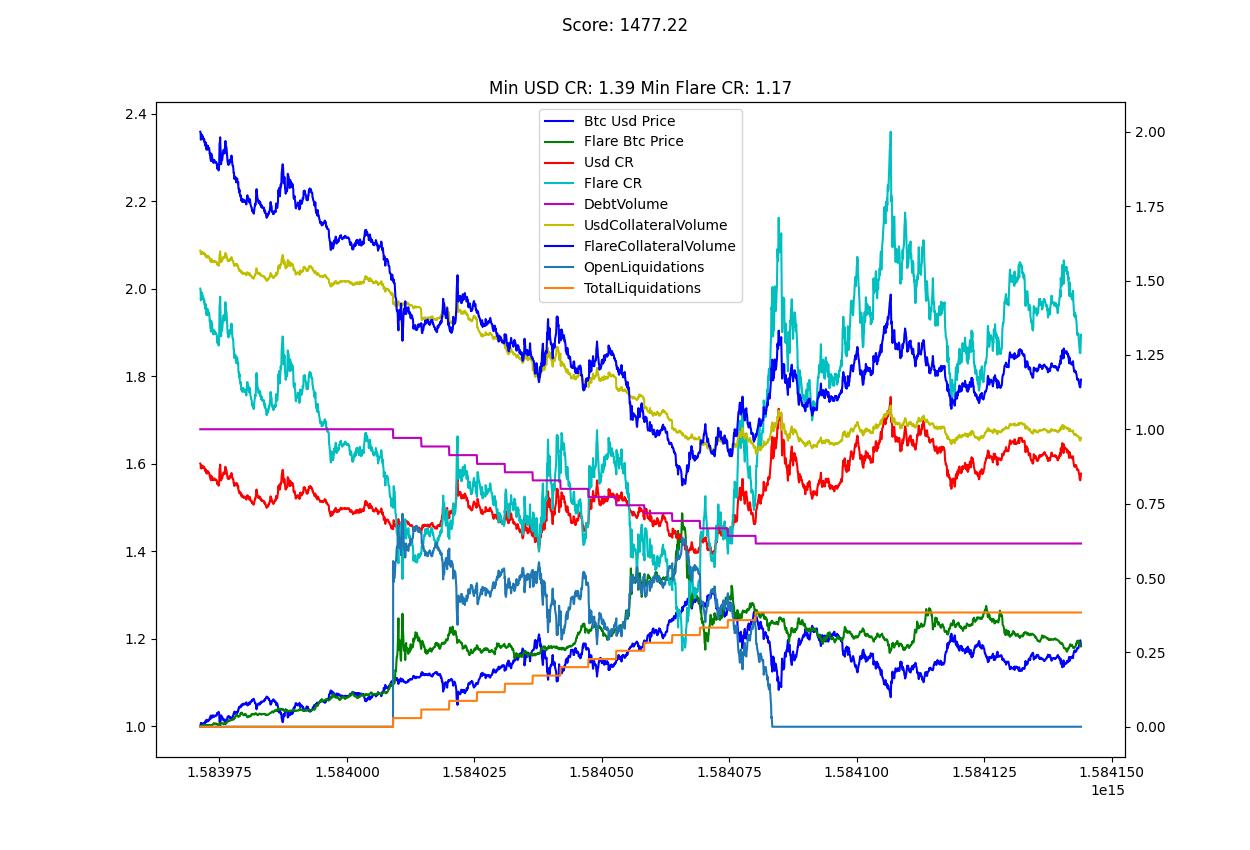 Score: 1477.22
Min USD CR: 1.39 Min Flare CR: 1.17
Btc Usd Price
Flare Btc Price
Usd CR
Flare CR
DebtVolume
UsdCollateralVolume
FlareCollateralVolume
OpenLiquidations
TotalLiquidations
2.4
2.2
2.0
1.8
1.6
1.4
1.2
1.0
2.00
1.75
1.50
1.25
1.00
0.75
0.50
0.25
0.00
1.583975 1.584000 1.584025 1.584050 1.584075 1.584100 1.584125 1.584150
1e15